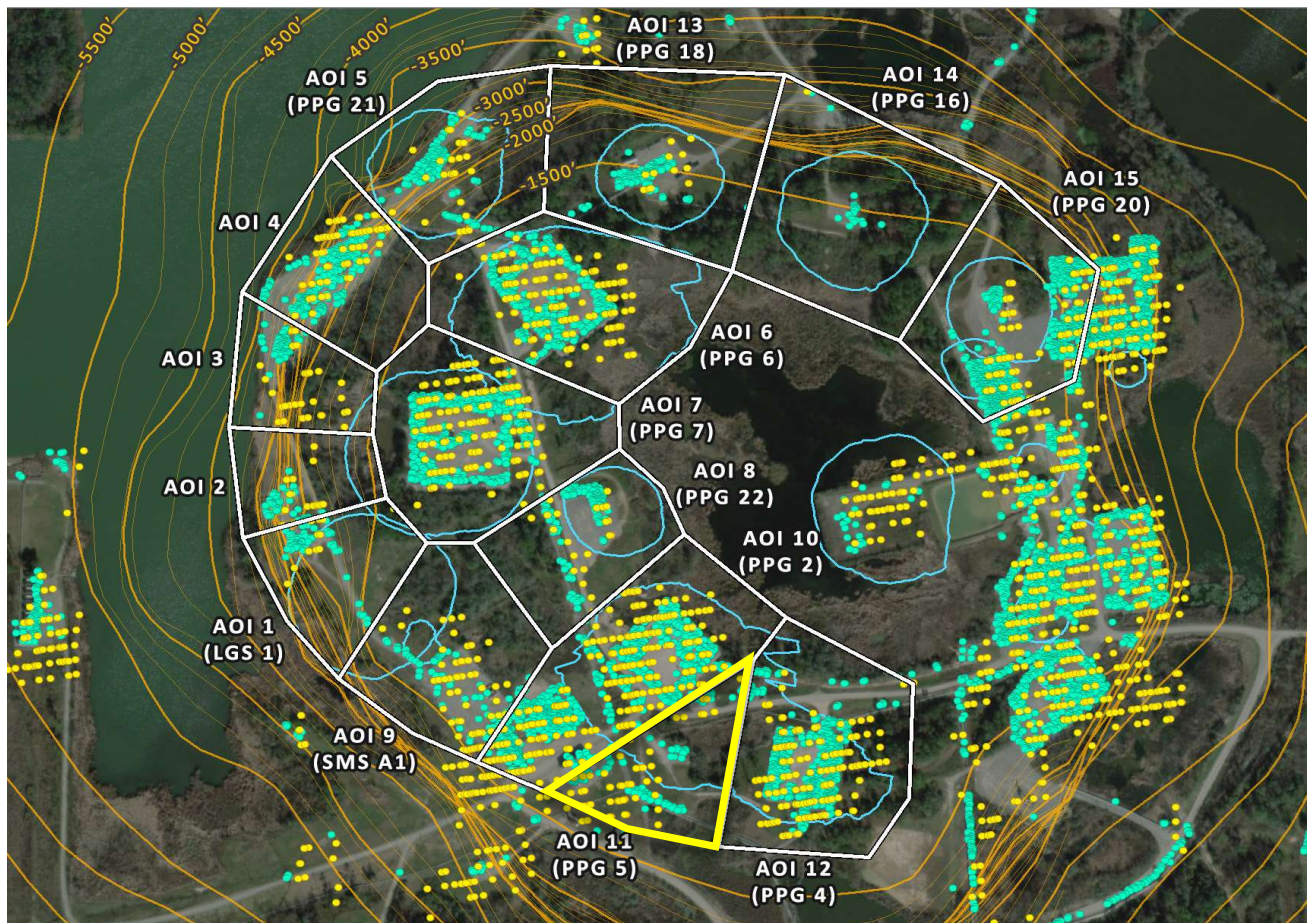 -5500'
-5000'
-4500'
-4000'
-3500'
-3000'
-2500'
-2000'
-1500'
AOI 13
(PPG 18)
AOI 14
(PPG 16)
AOI 5
(PPG 21)
AOI 15
(PPG 20)
AOI 4
AOI 3
AOI 6
(PPG 6)
AOI 7
(PPG 7)
AOI 8
(PPG 22)
AOI 2
AOI 10
(PPG 2)
AOI 1
(LGS 1)
AOI 9
(SMS A1)
AOI 11
(PPG 5)
AOI 12
(PPG 4)